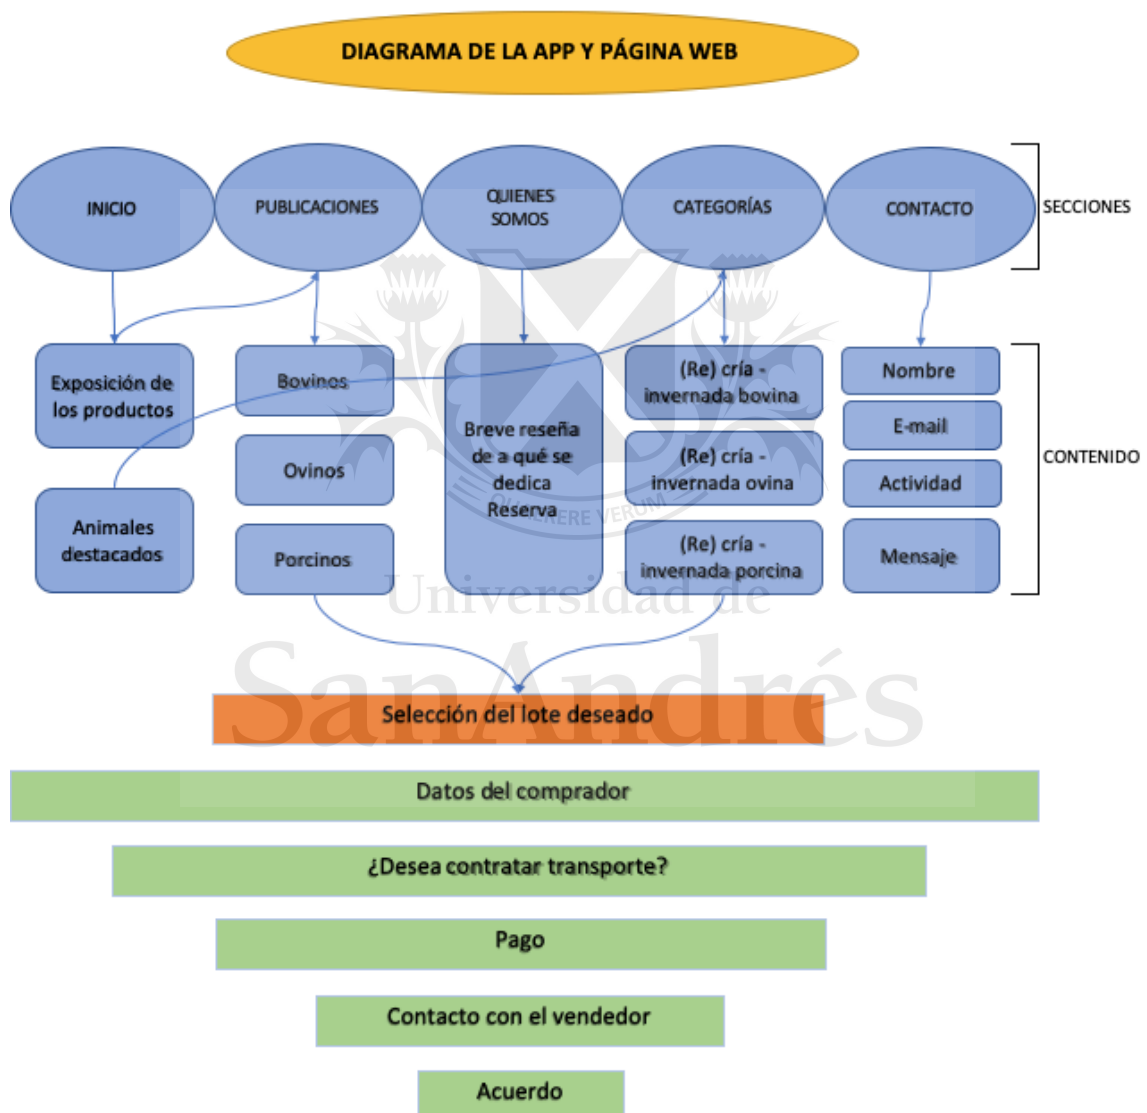 DIAGRAMA DE LA APP Y PÁGINA WEB
INICIO
PUBLICACIONES
QUIENES
SOMOS
CATEGORÍAS
CONTACTO
SECCIONES
Exposición de
los productos
Animales
destacados
Bovinos
Ovinos
Porcinos
Breve reseña
de a qué se
dedica
Reserva
(Re) cría -
invernada bovina
(Re) cría -
invernada ovina
(Re) cría -
invernada porcina
Nombre
E-mail
Actividad
Mensaje
CONTENIDO
QUAERERE VERUM
Universidad de
SanAndrés
Selección del lote deseado
Datos del comprador
¿Desea contratar transporte?
Pago
Contacto con el vendedor
Acuerdo